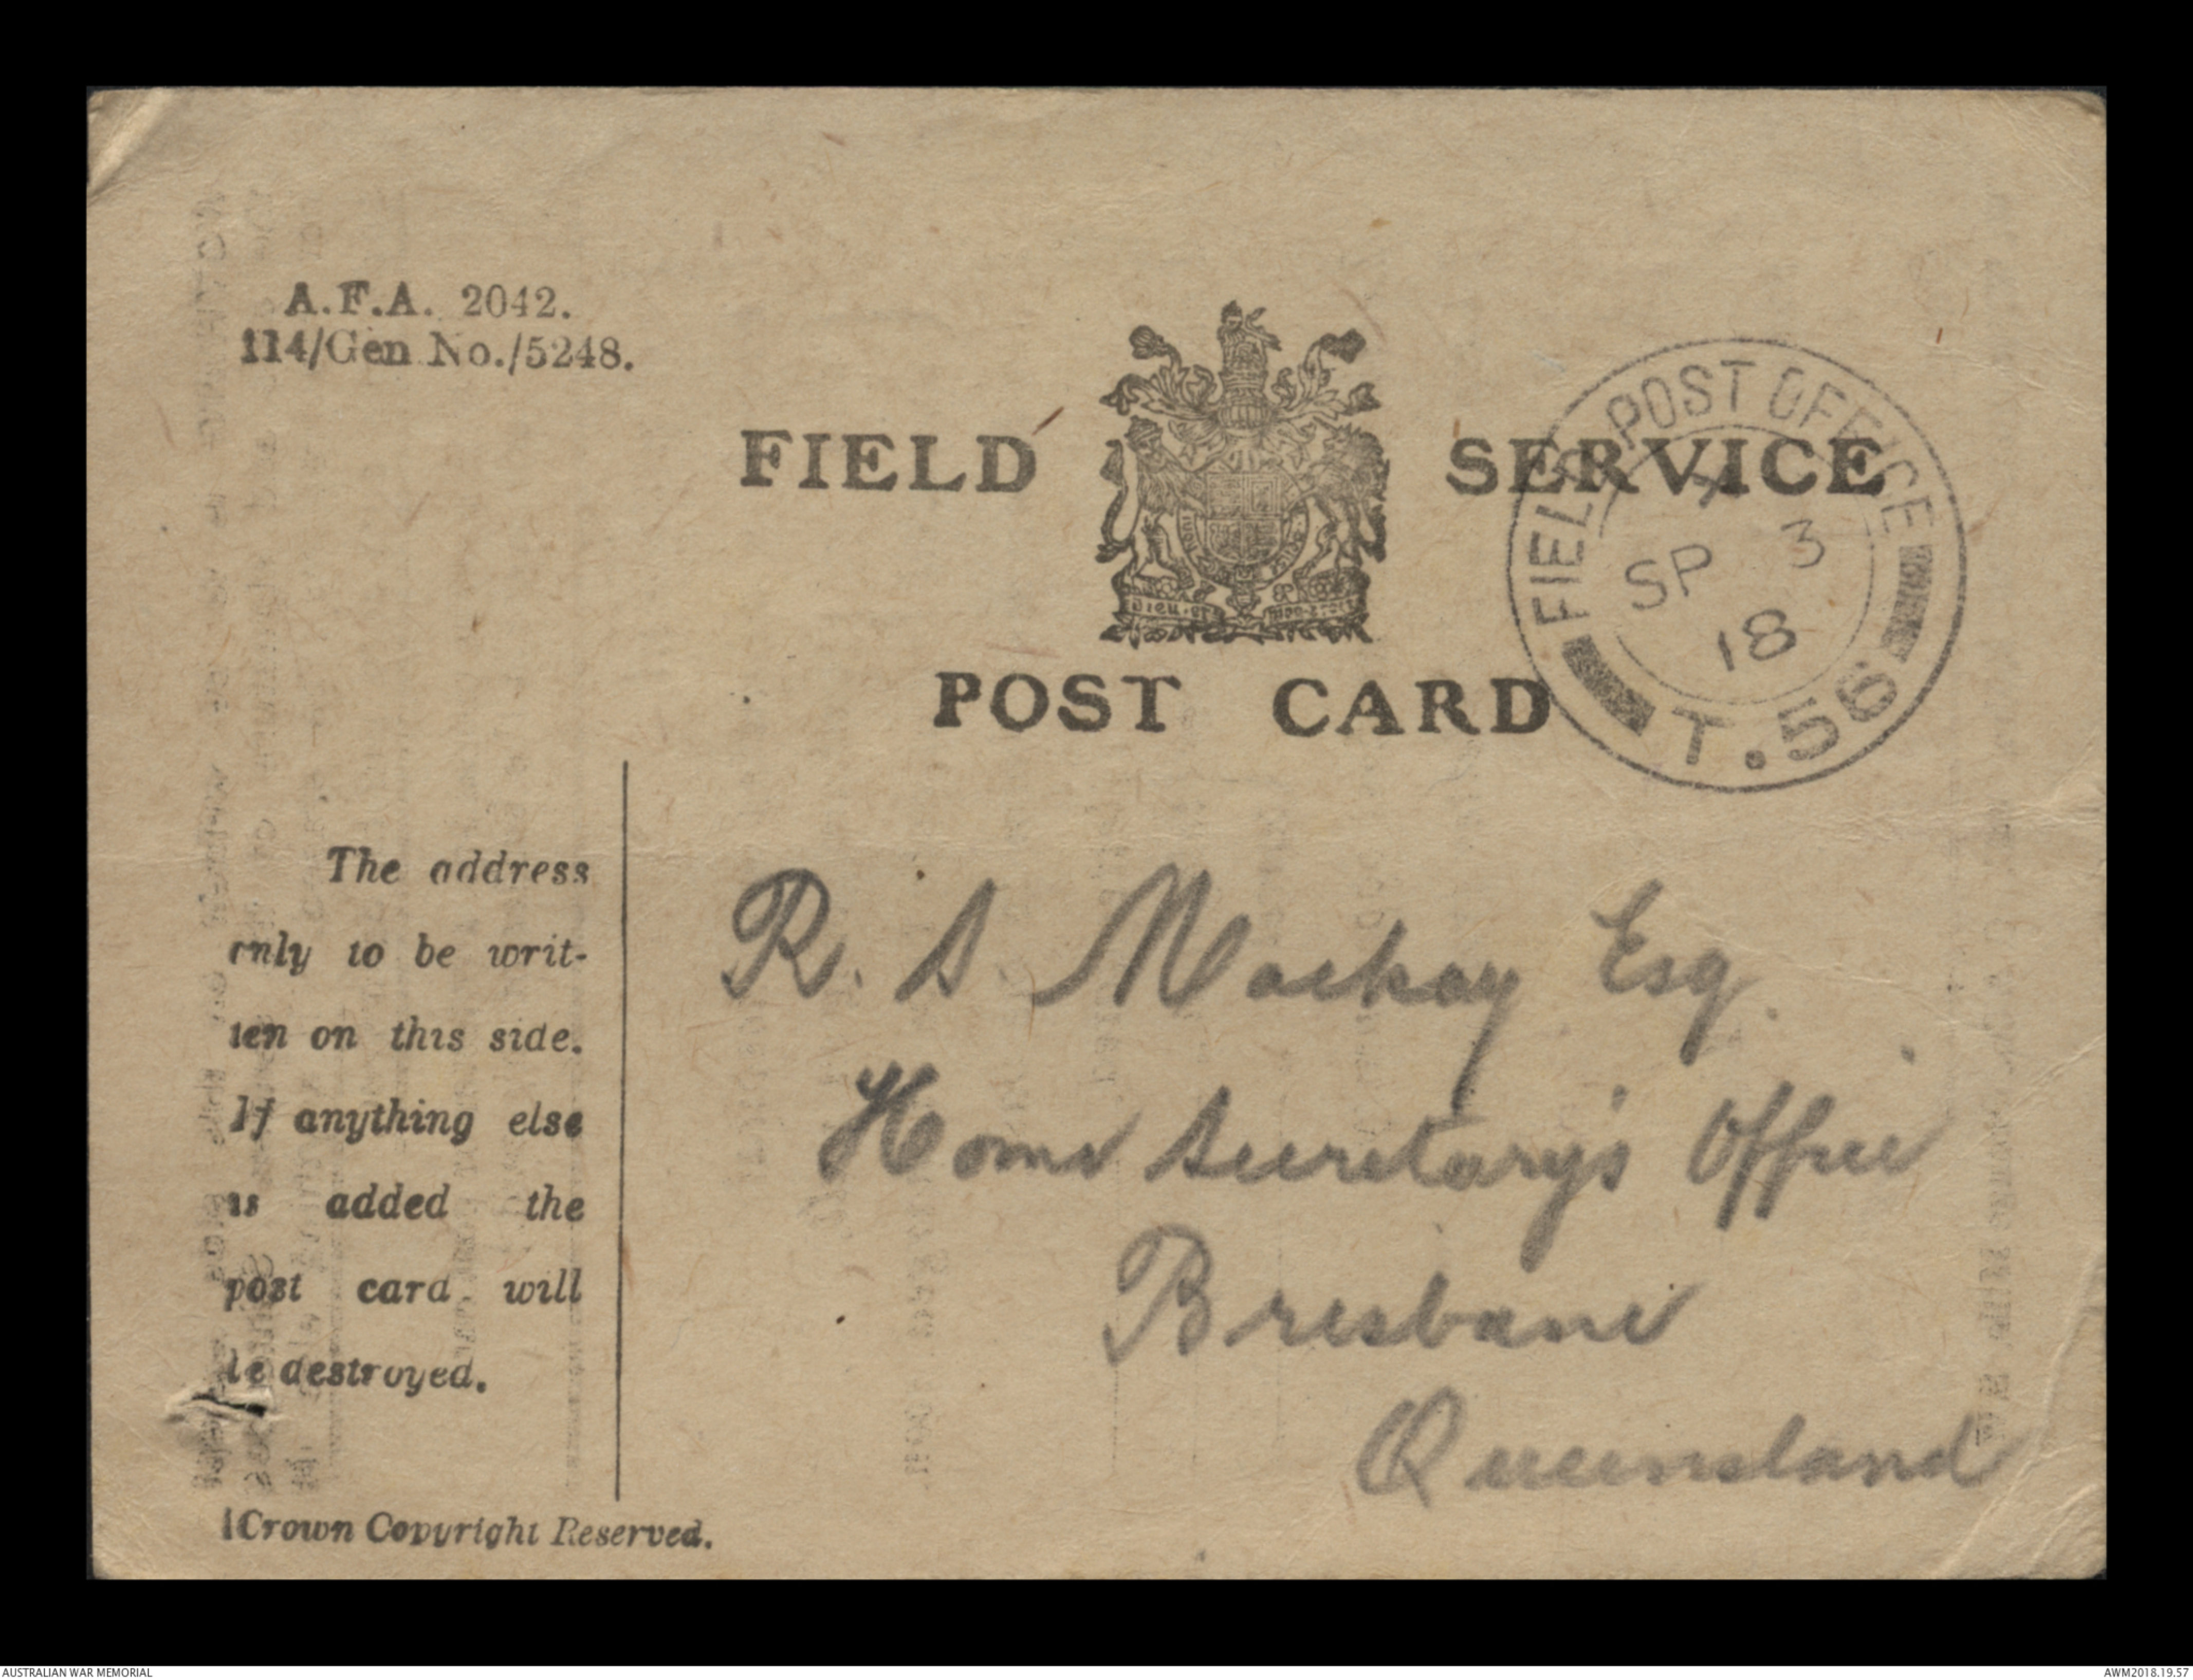 A.F.A. 2042.
114/Gen No./5248.
FIELD SERVICE
POST CARD
FIELD POST OFFICE
SP 3
18
T.56
The address
only to be writ-
ten on this side.
If anything else
is added the
post card will
be destroyed.
R. S. Mackay Esq.
Home Secretary's Office
Brisbane
Queensland
[Crown Copyright Reserved.
AUSTRALIAN WAR MEMORIAL
AWM2018.19.57